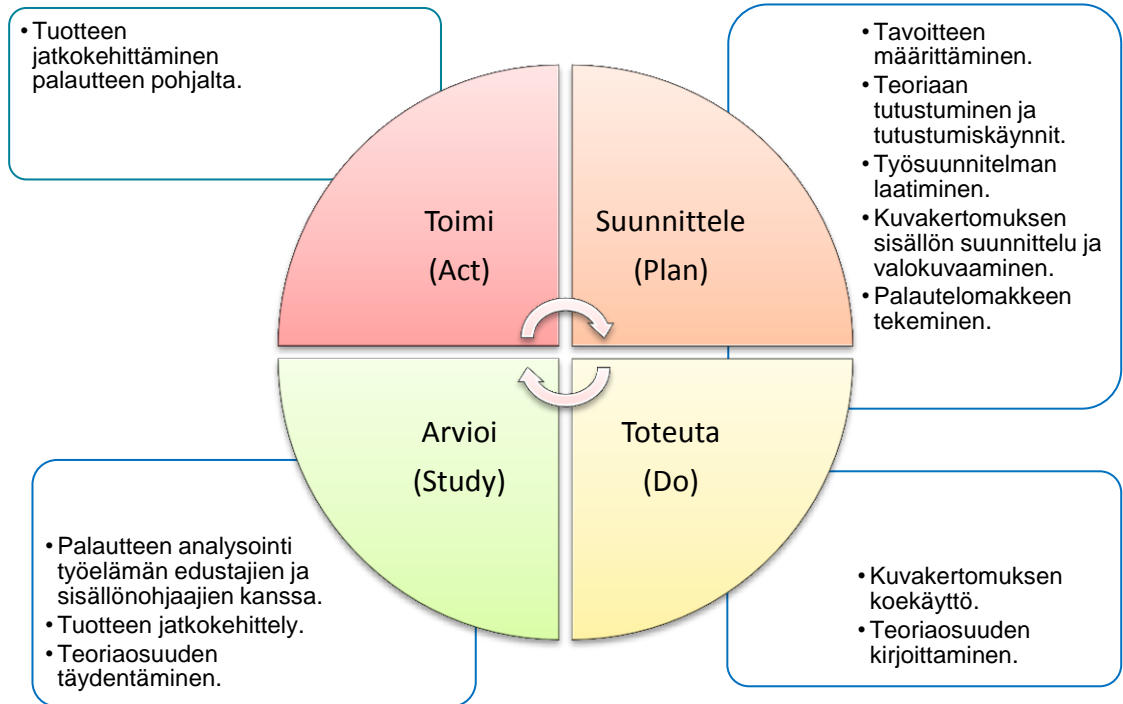 • Tuotteen
jatkokehittäminen
palautteen pohjalta.
• Tavoitteen
määrittäminen.
• Teoriaan
tutustuminen ja
tutustumiskäynnit.
• Työsuunnitelman
laatiminen.
• Kuvakertomuksen
sisällön suunnittelu ja
valokuvaaminen.
• Palautelomakkeen
tekeminen.
Toimi
(Act)
Suunnittele
(Plan)
Arvioi
(Study)
Toteuta
(Do)
• Palautteen analysointi
työelämän edustajien ja
sisällönohjaajien kanssa.
• Tuotteen jatkokehittely.
• Teoriaosuuden
täydentäminen.
• Kuvakertomuksen
koekäyttö.
• Teoriaosuuden
kirjoittaminen.